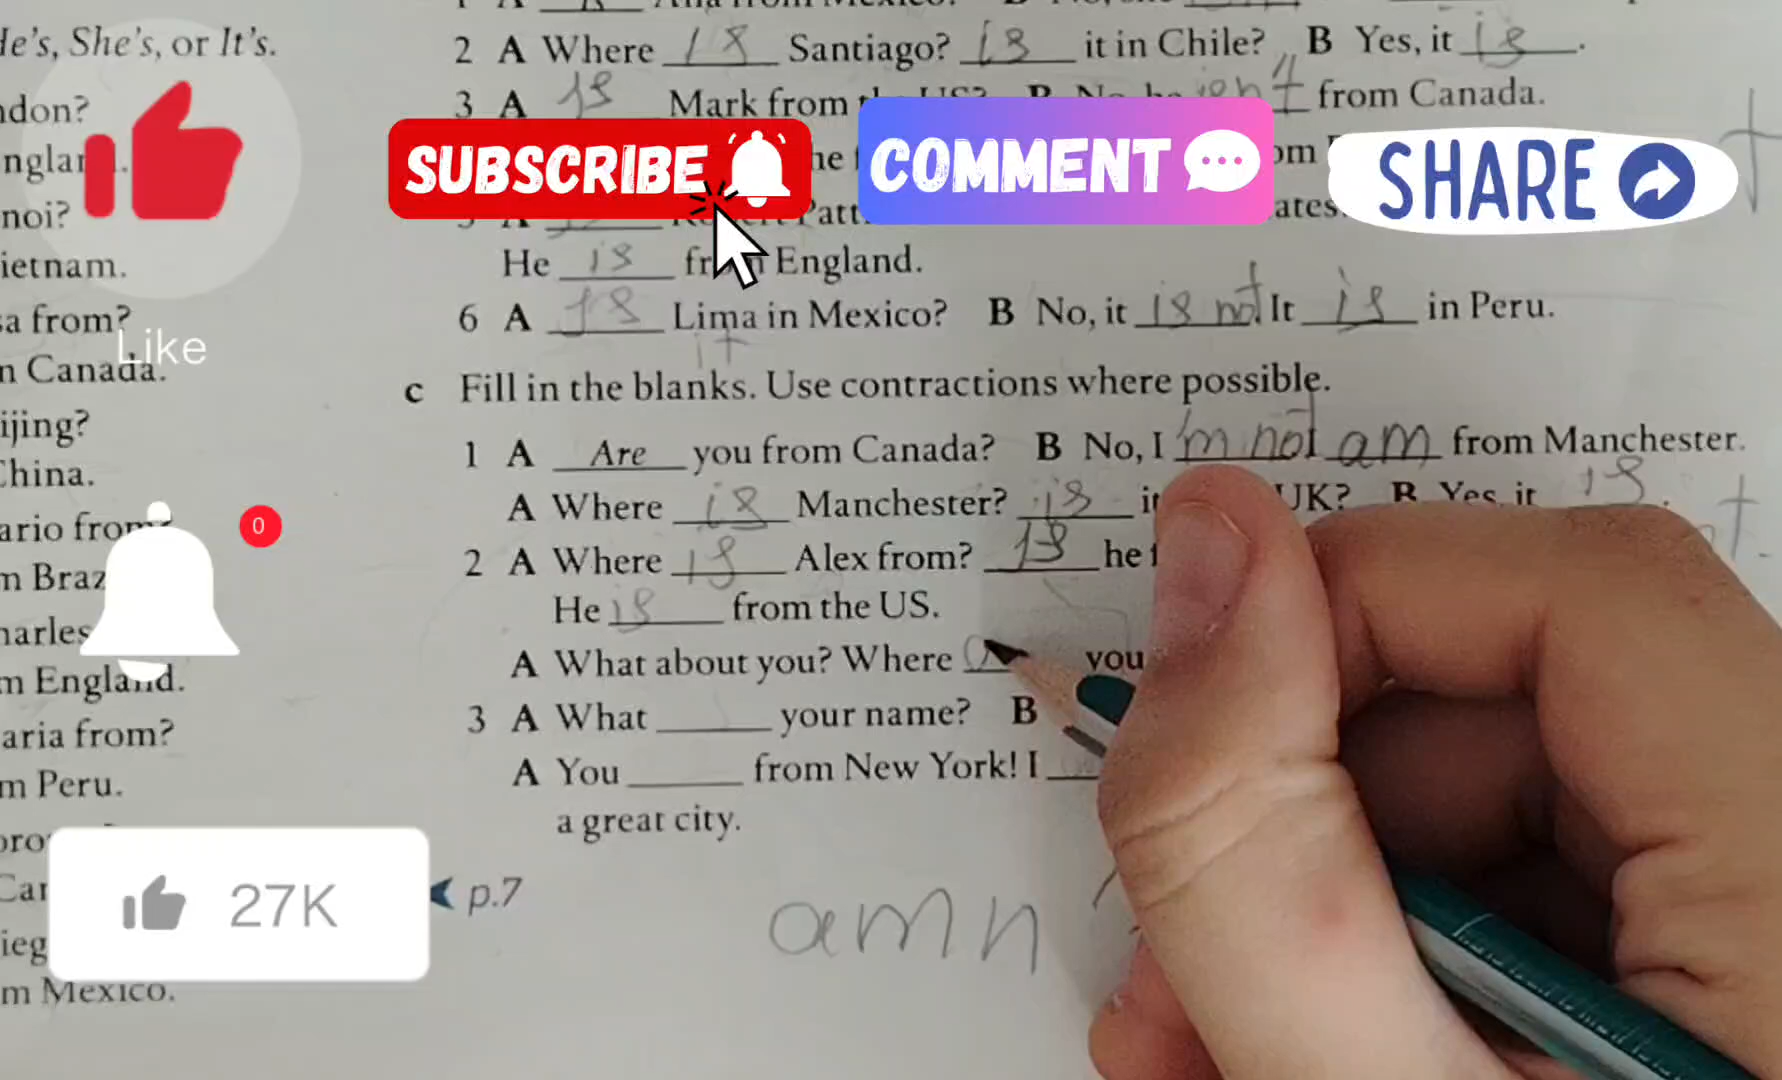 He's, She's, or It's.
2 A Where is Santiago? is it in Chile? B Yes, it is.
3 A Is Mark from the US? B No, he isn't from Canada.
SUBSCRIBE
COMMENT
SHARE
He is from England.
6 A Is Lima in Mexico? B No, it is not It is in Peru.
it
c Fill in the blanks. Use contractions where possible.
1 A Are you from Canada? B No, I 'm not I am from Manchester.
A Where is Manchester? is it UK? B Yes, it is.
2 A Where is Alex from? Is he
He is from the US.
A What about you? Where you
3 A What ____ your name? B
A You ____ from New York! I
a great city.
p.7
am n
noi?
ietnam.
sa from?
n Canada.
Like
ijing?
China.
ario from?
0
m Braz
harles
m England.
aria from?
m Peru.
27K
m Mexico.